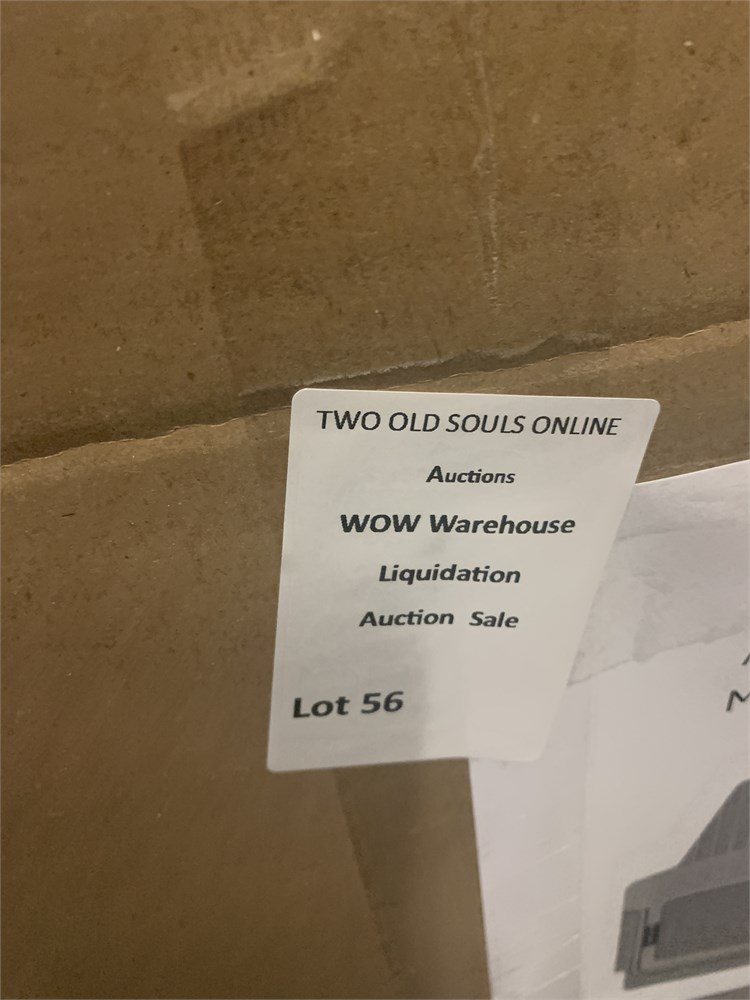 TWO OLD SOULS ONLINE
Auctions
WOW Warehouse
Liquidation
Auction Sale
Lot 56